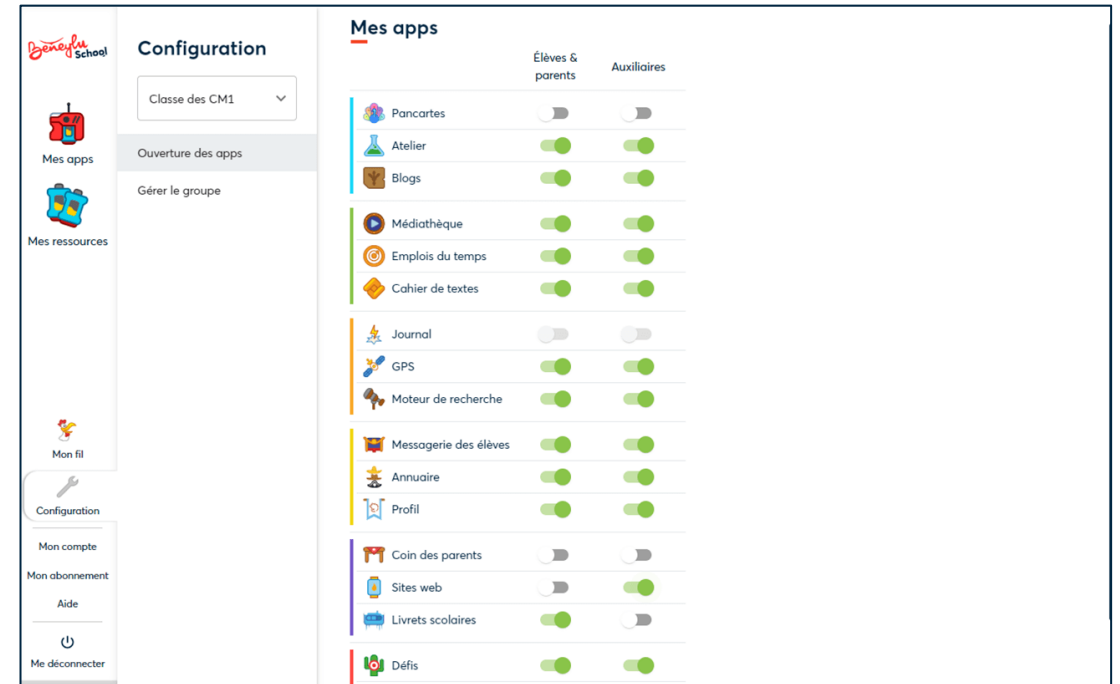 Beneylu
School
Mes apps
Mes ressources
Mon fil
Configuration
Mon compte
Mon abonnement
Aide
Me déconnecter
Configuration
Classe des CM1
Ouverture des apps
Gérer le groupe
Mes apps
Élèves &
parents
Auxiliaires
Pancartes
Atelier
Blogs
Médiathèque
Emplois du temps
Cahier de textes
Journal
GPS
Moteur de recherche
Messagerie des élèves
Annuaire
Profil
Coin des parents
Sites web
Livrets scolaires
Défis